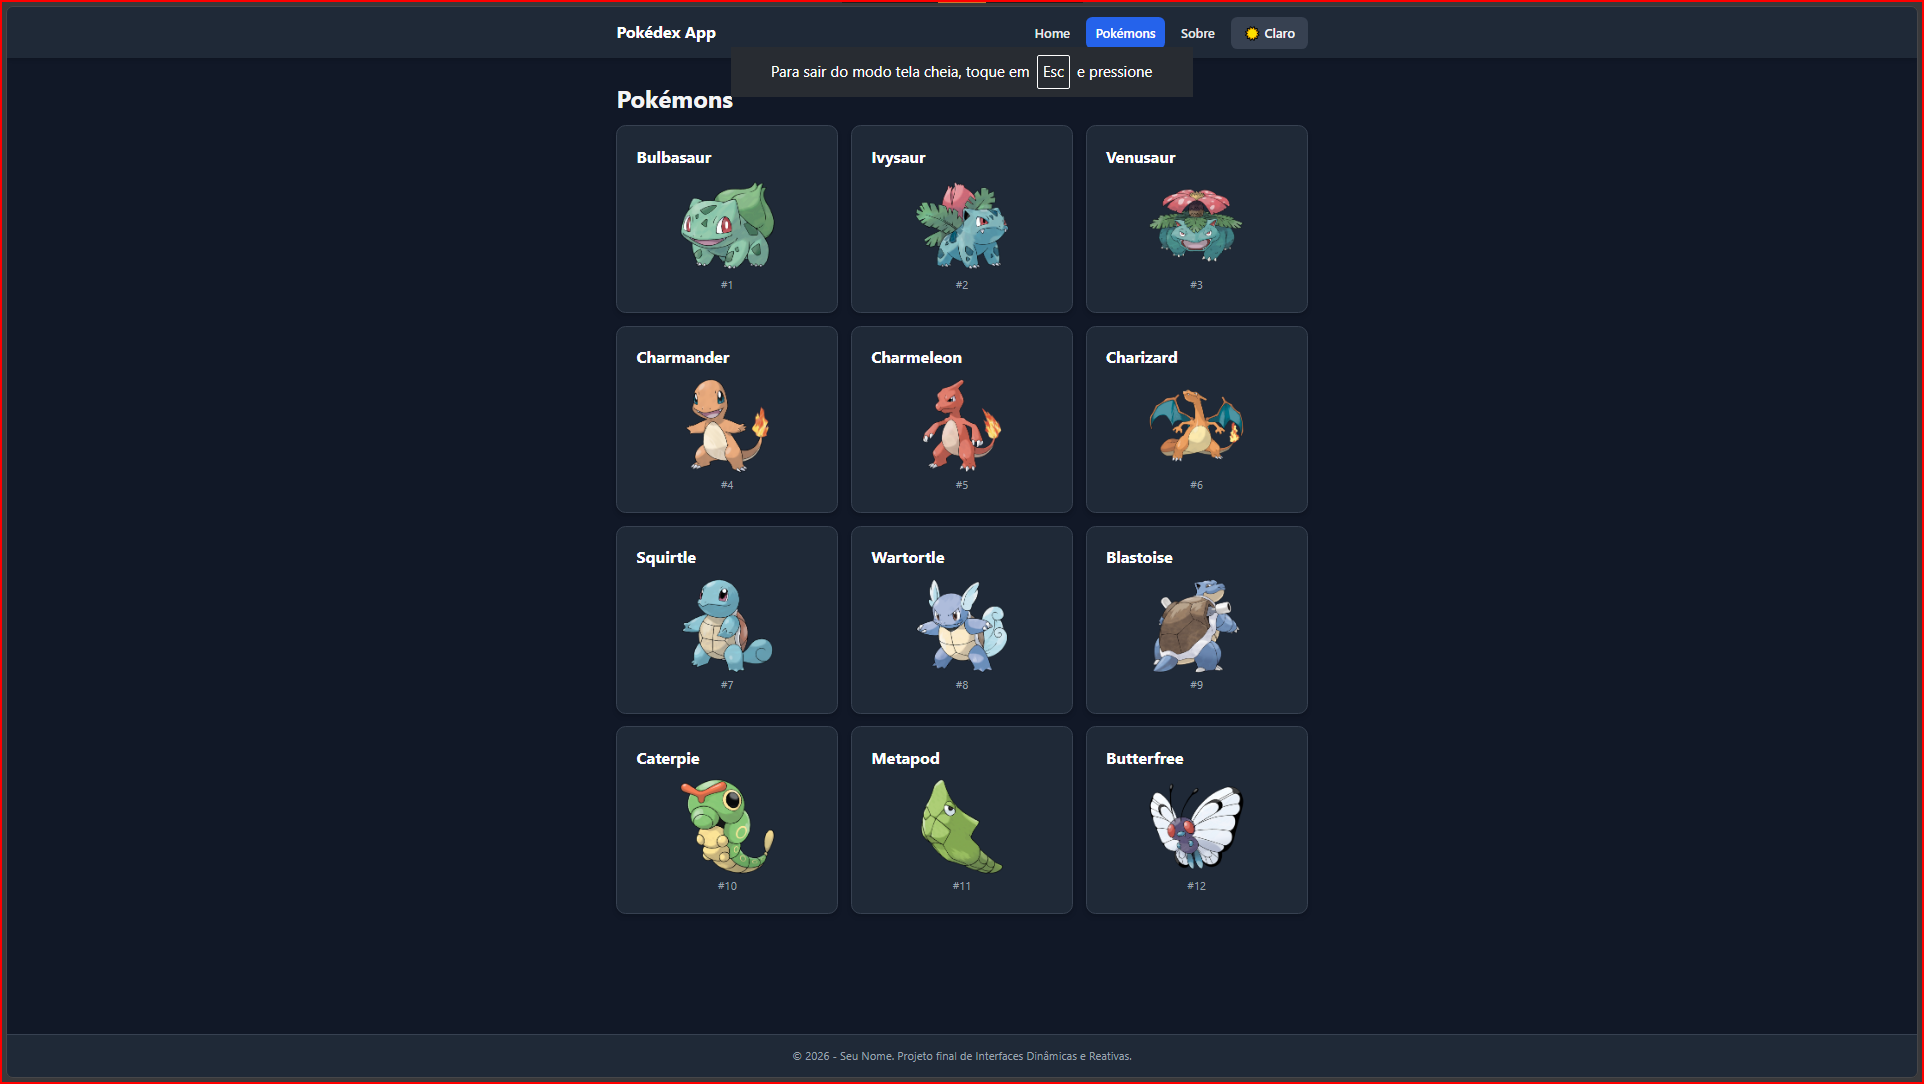 Pokédex App
Home
Pokémons
Sobre
Claro
Para sair do modo tela cheia, toque em Esc e pressione
Pokémons
Bulbasaur
#1
Ivysaur
#2
Venusaur
#3
Charmander
#4
Charmeleon
#5
Charizard
#6
Squirtle
#7
Wartortle
#8
Blastoise
#9
Caterpie
#10
Metapod
#11
Butterfree
#12
© 2026 - Seu Nome. Projeto final de Interfaces Dinâmicas e Reativas.